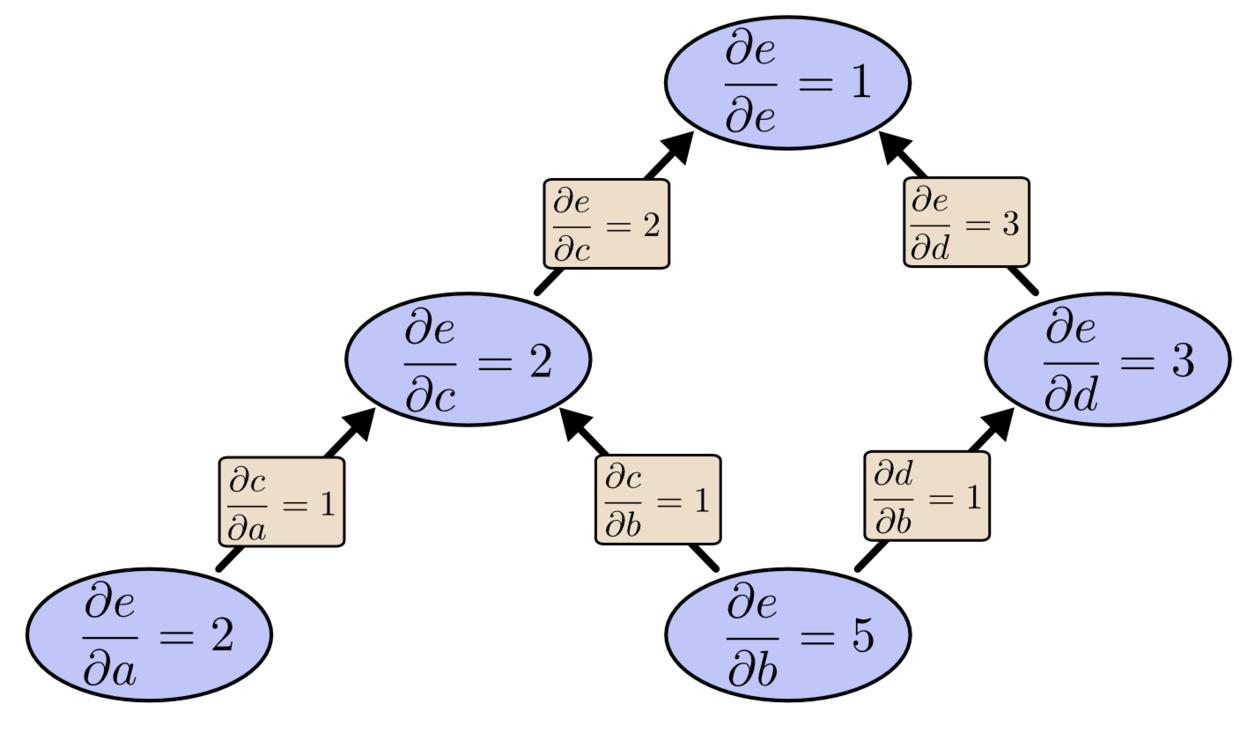 ∂e/∂e = 1
∂e/∂c = 2
∂e/∂d = 3
∂e/∂c = 2
∂e/∂d = 3
∂c/∂a = 1
∂c/∂b = 1
∂d/∂b = 1
∂e/∂a = 2
∂e/∂b = 5